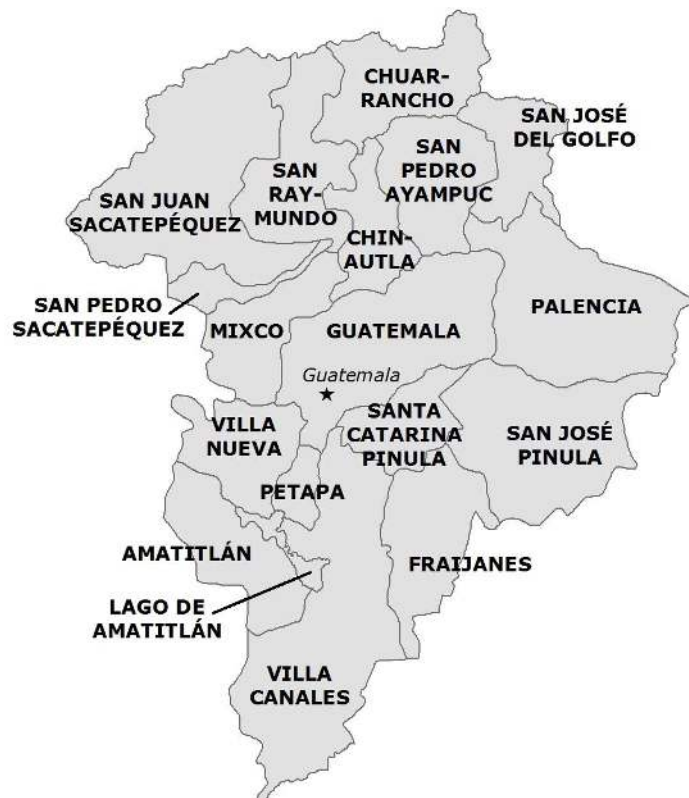 CHUAR-
RANCHO
SAN JOSÉ
DEL GOLFO
SAN
PEDRO
AYAMPUC
SAN
RAY-
MUNDO
SAN JUAN
SACATEPÉQUEZ
CHIN-
AUTLA
SAN PEDRO
SACATEPÉQUEZ
PALENCIA
MIXCO
GUATEMALA
Guatemala
SANTA
CATARINA
PINULA
VILLA
NUEVA
SAN JOSÉ
PINULA
PETAPA
AMATITLÁN
FRAIJANES
LAGO DE
AMATITLÁN
VILLA
CANALES